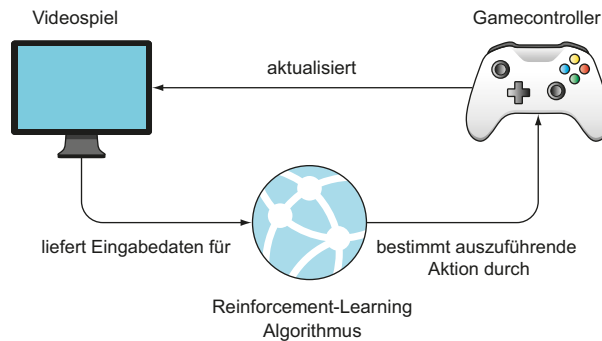 Videospiel
Gamecontroller
aktualisiert
liefert Eingabedaten für
bestimmt auszuführende
Aktion durch
Reinforcement-Learning
Algorithmus